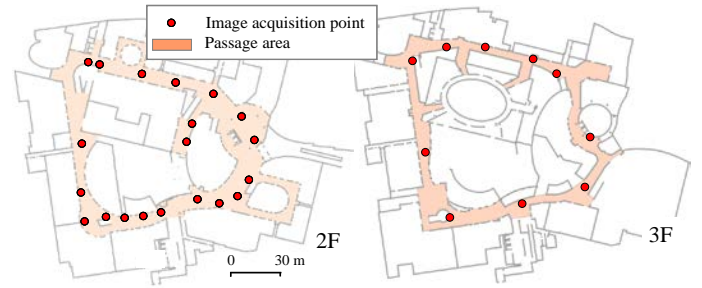 Image acquisition point
Passage area
2F
3F
0 30 m